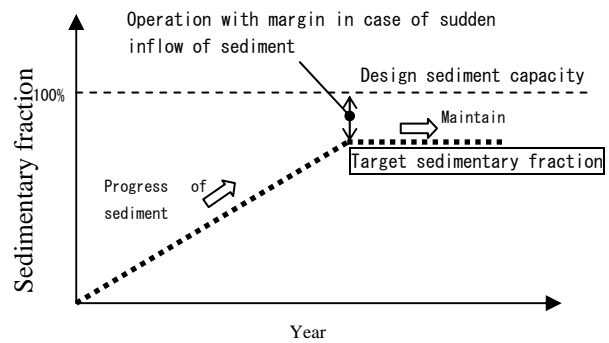 Operation with margin in case of sudden
inflow of sediment
Design sediment capacity
100%
Maintain
Target sedimentary fraction
Progress of
sediment
Sedimentary fraction
Year